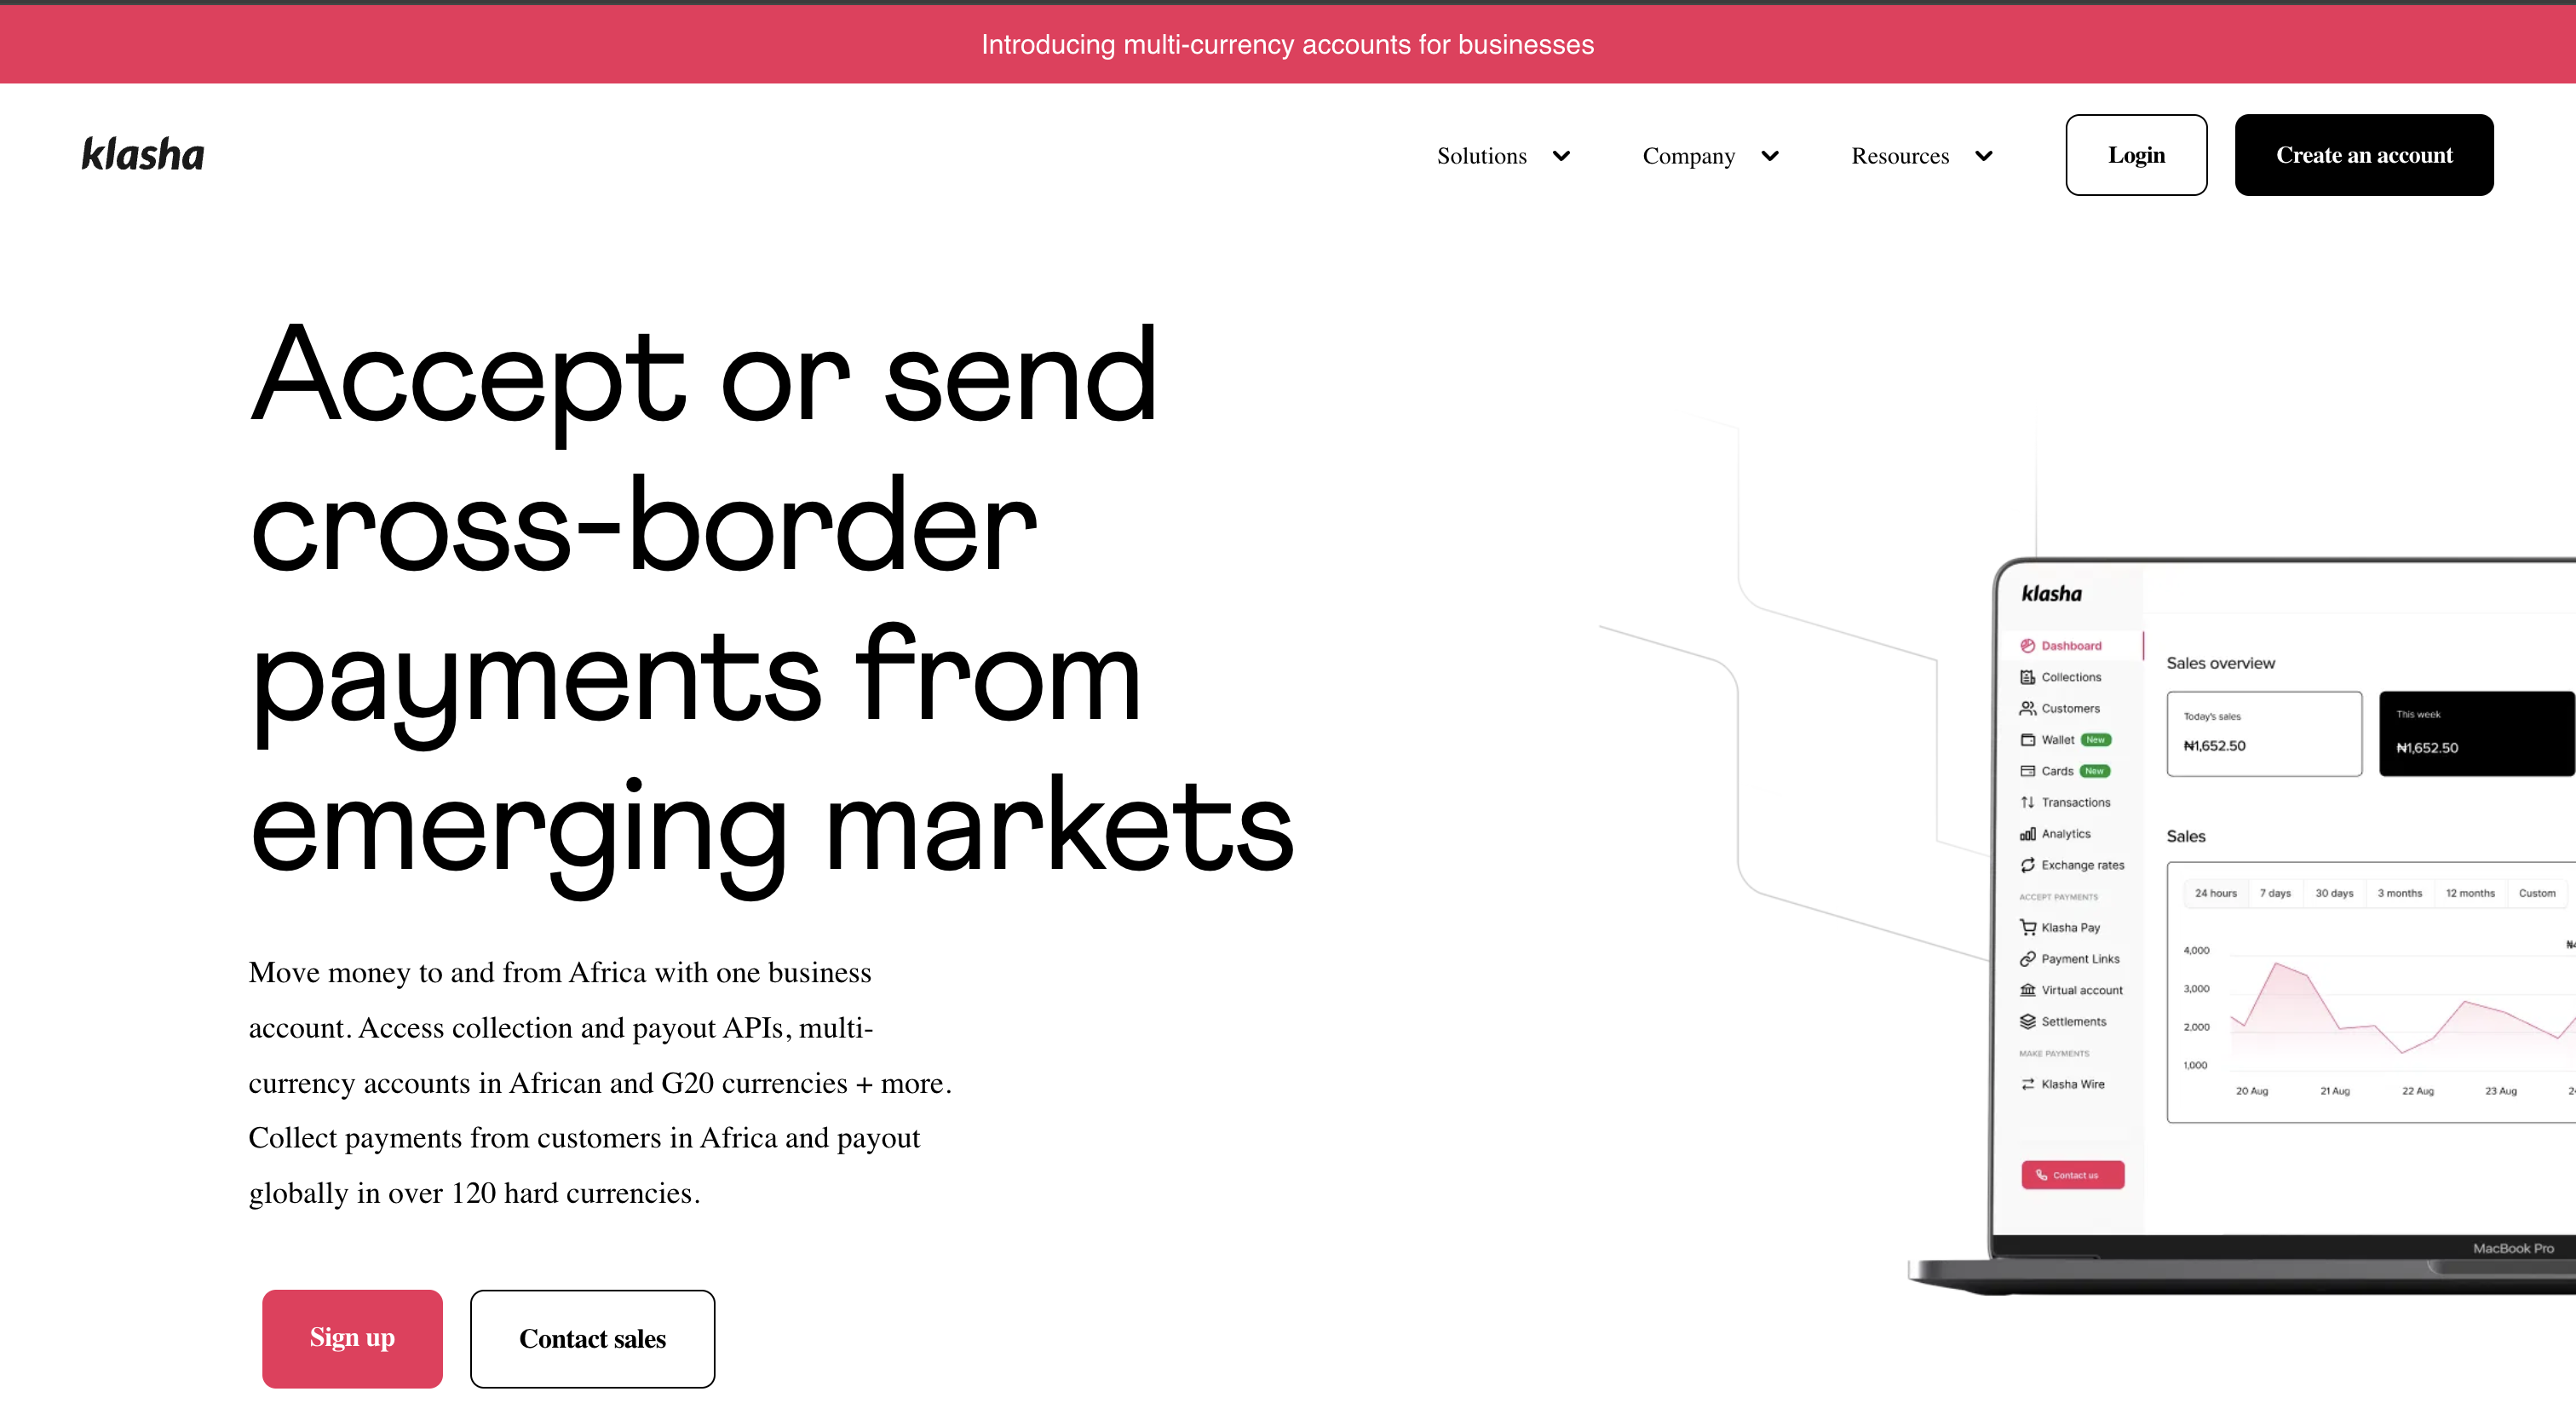 Introducing multi-currency accounts for businesses
klasha
Solutions
Company
Resources
Login
Create an account
Accept or send
cross-border
payments from
emerging markets
Move money to and from Africa with one business
account. Access collection and payout APIs, multi-
currency accounts in African and G20 currencies + more.
Collect payments from customers in Africa and payout
globally in over 120 hard currencies.
Sign up
Contact sales
klasha
Dashboard
Collections
Customers
Wallet New
Cards New
Transactions
Analytics
Exchange rates
ACCEPT PAYMENTS
Klasha Pay
Payment Links
Virtual account
Settlements
MAKE PAYMENTS
Klasha Wire
Contact us
Sales overview
Today's sales
₦1,652.50
This week
₦1,652.50
Sales
24 hours 7 days 30 days 3 months 12 months Custom
4,000
3,000
2,000
1,000
20 Aug 21 Aug 22 Aug 23 Aug
MacBook Pro